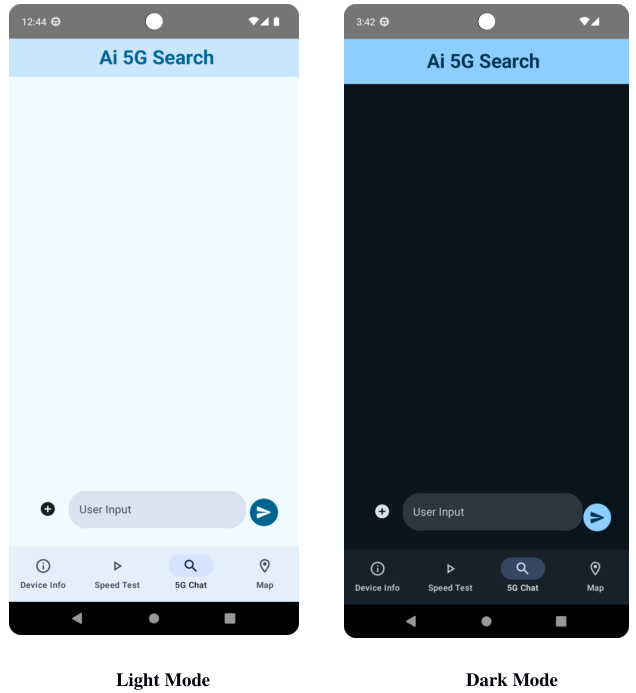 12:44
Ai 5G Search
User Input
Device Info
Speed Test
5G Chat
Map
Light Mode
3:42
Ai 5G Search
User Input
Device Info
Speed Test
5G Chat
Map
Dark Mode